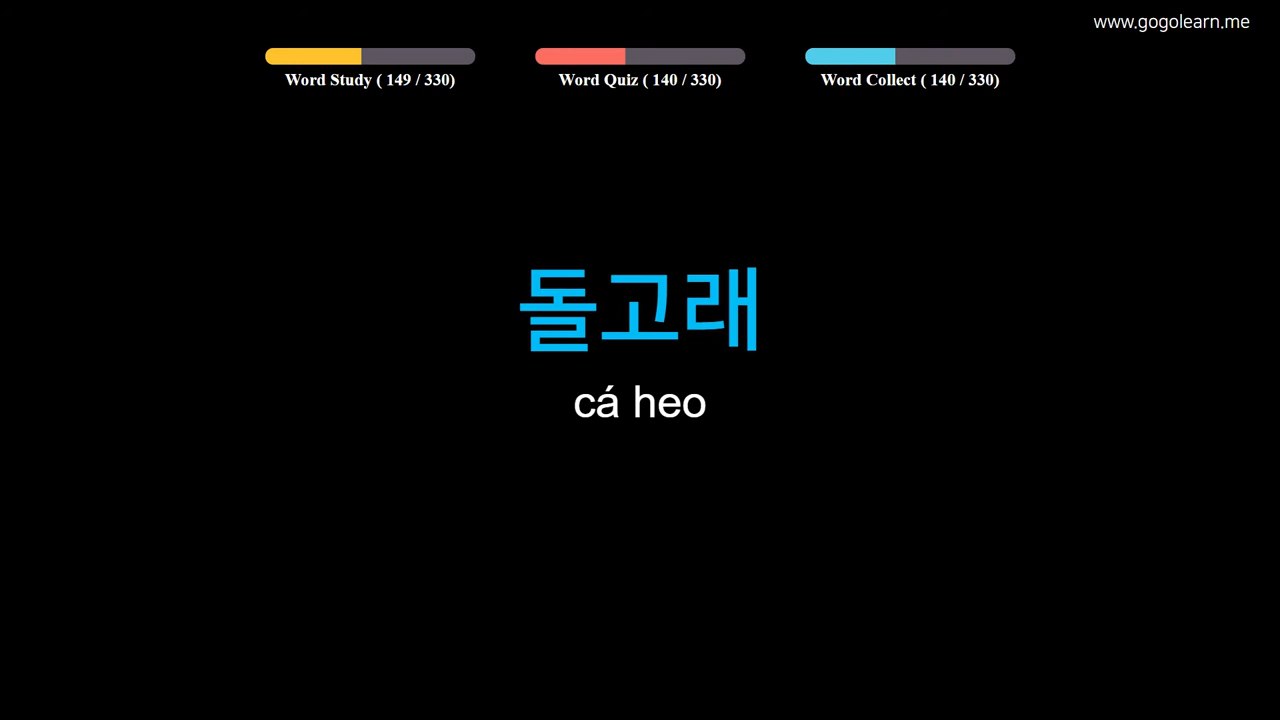 www.gogolearn.me
Word Study ( 149 / 330)
Word Quiz ( 140 / 330)
Word Collect ( 140 / 330)
돌고래
cá heo